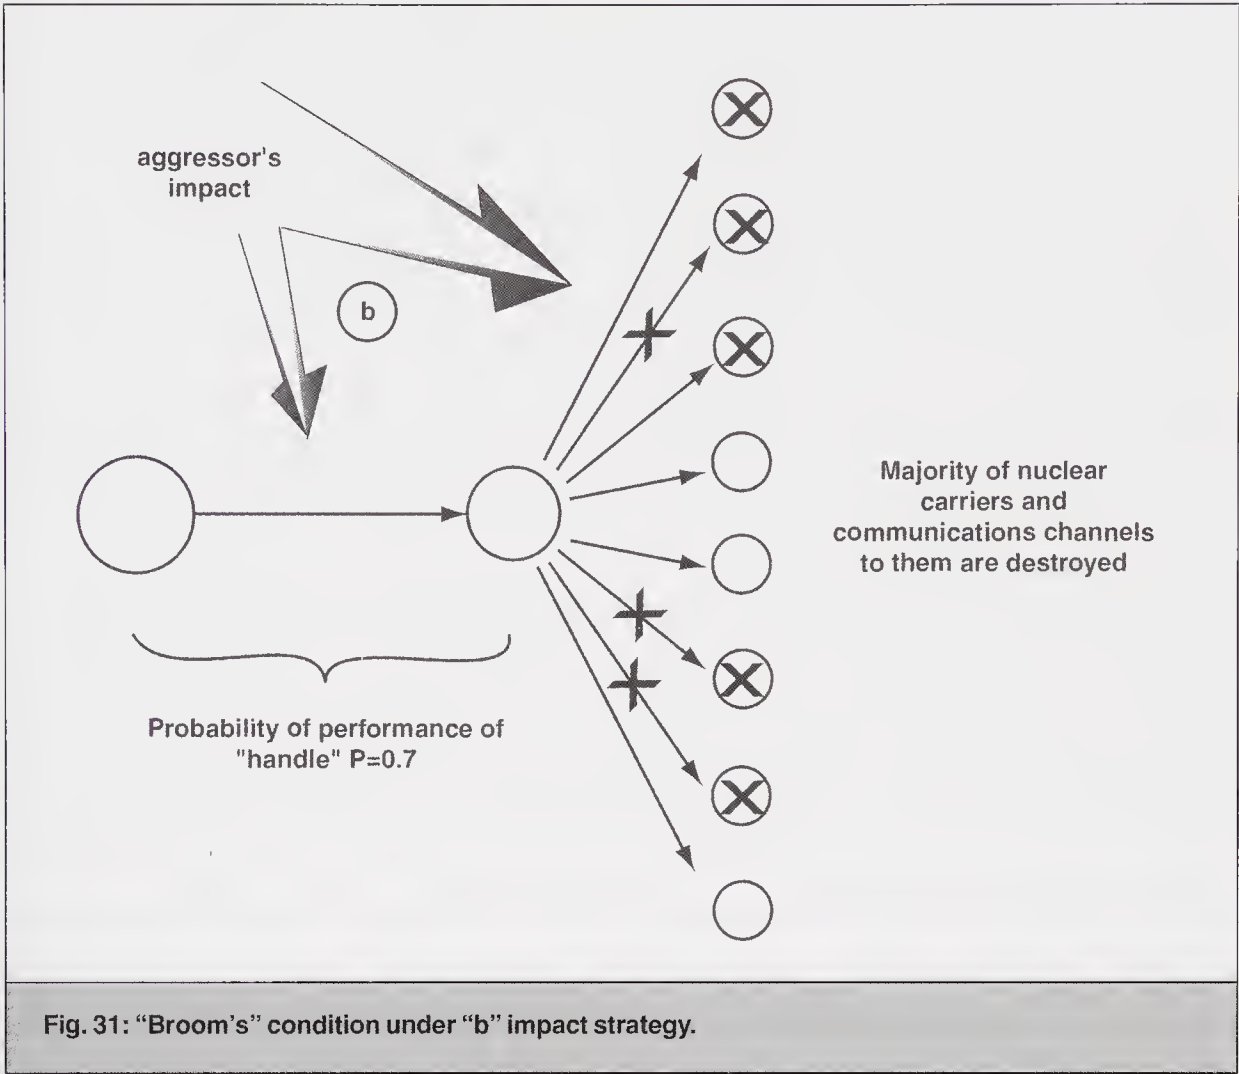 aggressor's
impact
b
Majority of nuclear
carriers and
communications channels
to them are destroyed
Probability of performance of
"handle" P=0.7
Fig. 31: “Broom's” condition under “b” impact strategy.